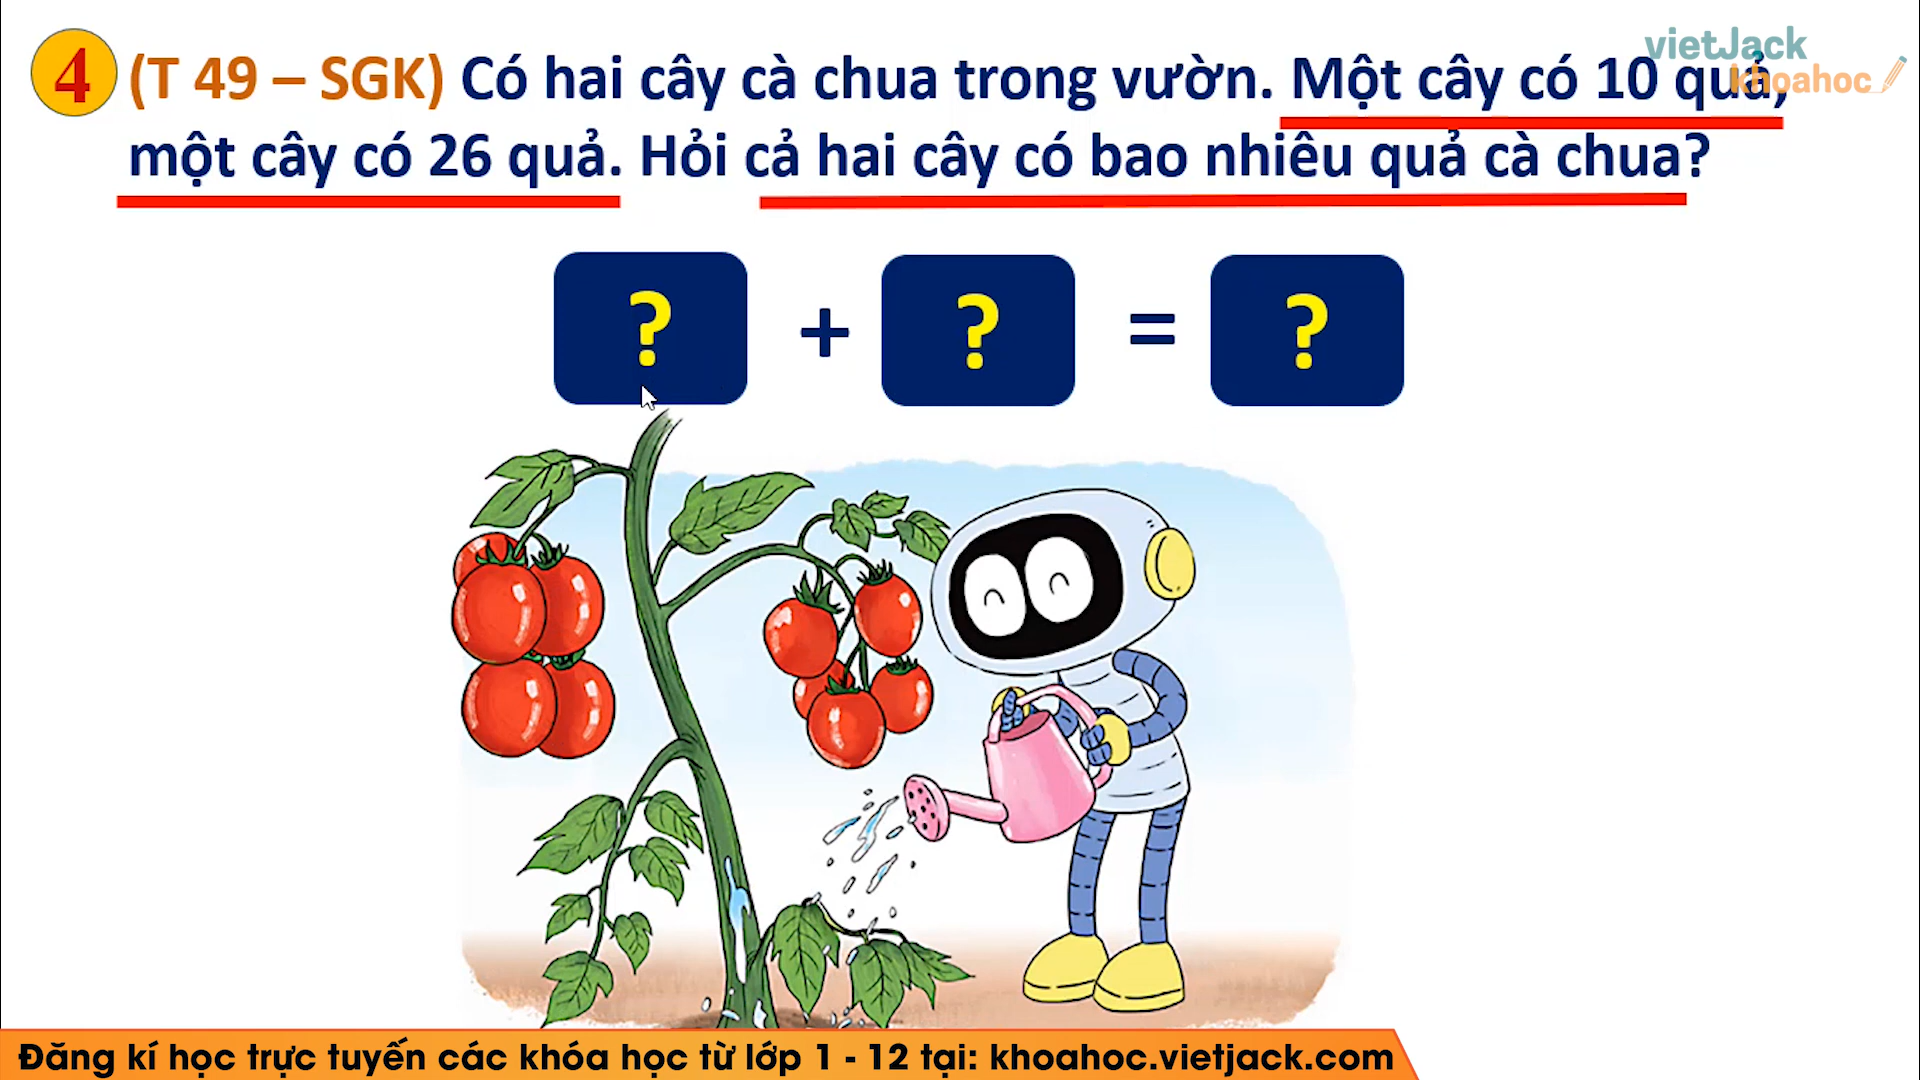 4 (T 49 – SGK) Có hai cây cà chua trong vườn. Một cây có 10 quả,
một cây có 26 quả. Hỏi cả hai cây có bao nhiêu quả cà chua?
vietJack
khoahoc
? + ? = ?
Đăng kí học trực tuyến các khóa học từ lớp 1 - 12 tại: khoahoc.vietjack.com